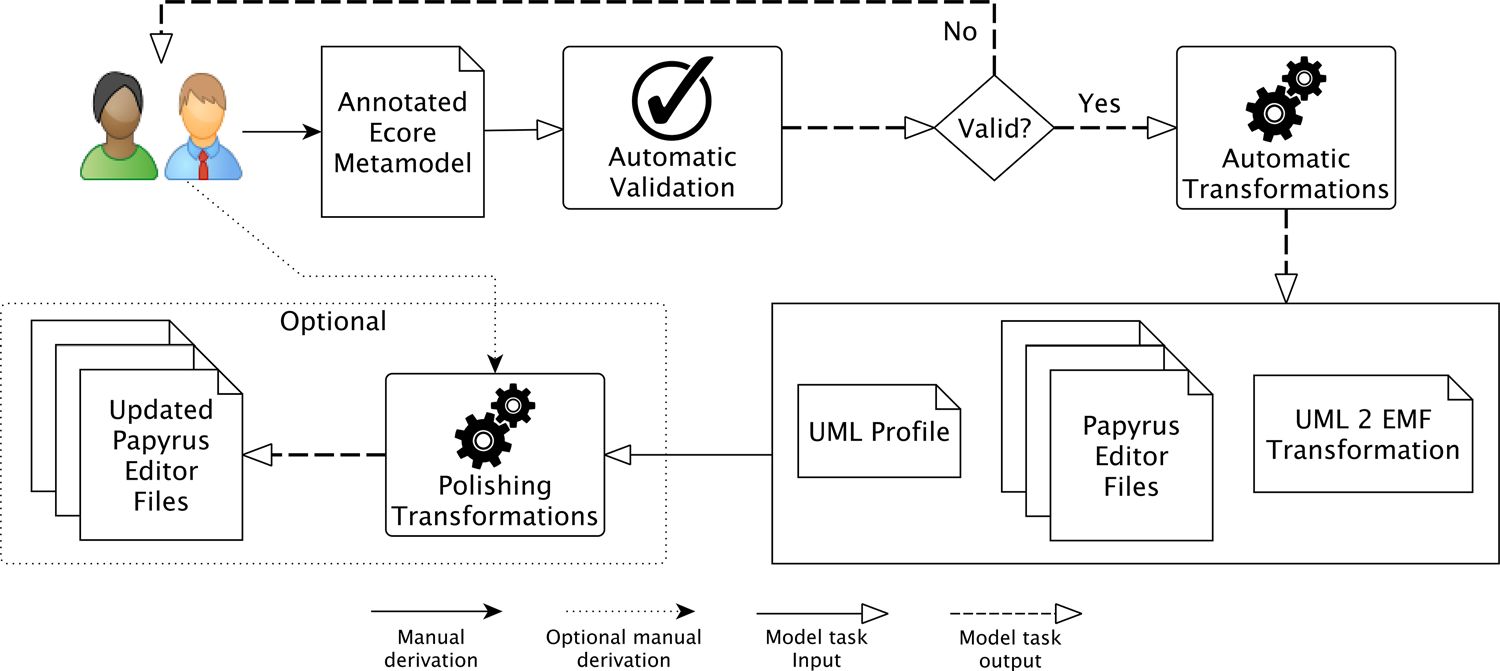 No
Annotated
Ecore
Metamodel
Automatic
Validation
Valid?
Yes
Automatic
Transformations
Optional
Updated
Papyrus
Editor
Files
Polishing
Transformations
UML Profile
Papyrus
Editor
Files
UML 2 EMF
Transformation
Manual
derivation
Optional manual
derivation
Model task
Input
Model task
output